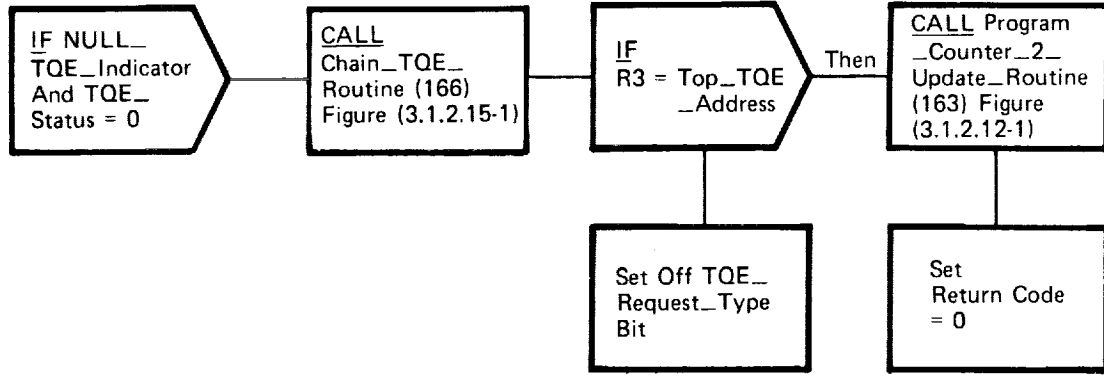 IF NULL_
TQE_Indicator
And TQE_
Status = 0
CALL
Chain_TQE_
Routine (166)
Figure (3.1.2.15-1)
IF
R3 = Top_TQE
_Address
Then
CALL Program
_Counter_2_
Update_Routine
(163) Figure
(3.1.2.12-1)
Set Off TQE_
Request_Type
Bit
Set
Return Code
= 0